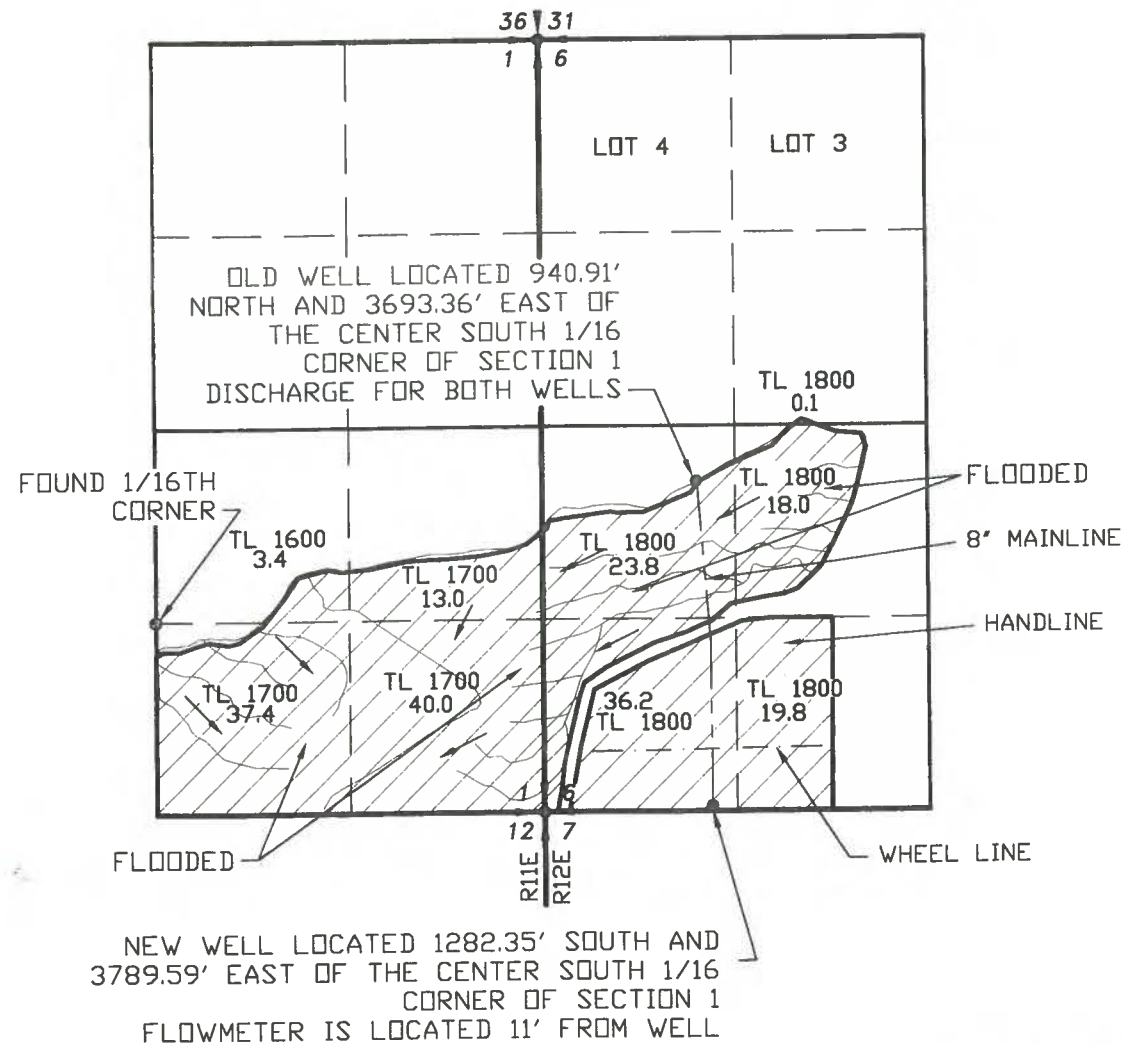 36 31
1 6
LOT 4
LOT 3
OLD WELL LOCATED 940.91'
NORTH AND 3693.36' EAST OF
THE CENTER SOUTH 1/16
CORNER OF SECTION 1
DISCHARGE FOR BOTH WELLS
TL 1800
0.1
FOUND 1/16TH
CORNER
TL 1600
3.4
TL 1700
13.0
TL 1800
23.8
TL 1800
18.0
FLOODED
8" MAINLINE
HANDLINE
TL 1700
37.4
TL 1700
40.0
36.2
TL 1800
TL 1800
19.8
1 6
12 7
FLOODED
WHEEL LINE
R11E
R12E
NEW WELL LOCATED 1282.35' SOUTH AND
3789.59' EAST OF THE CENTER SOUTH 1/16
CORNER OF SECTION 1
FLOWMETER IS LOCATED 11' FROM WELL